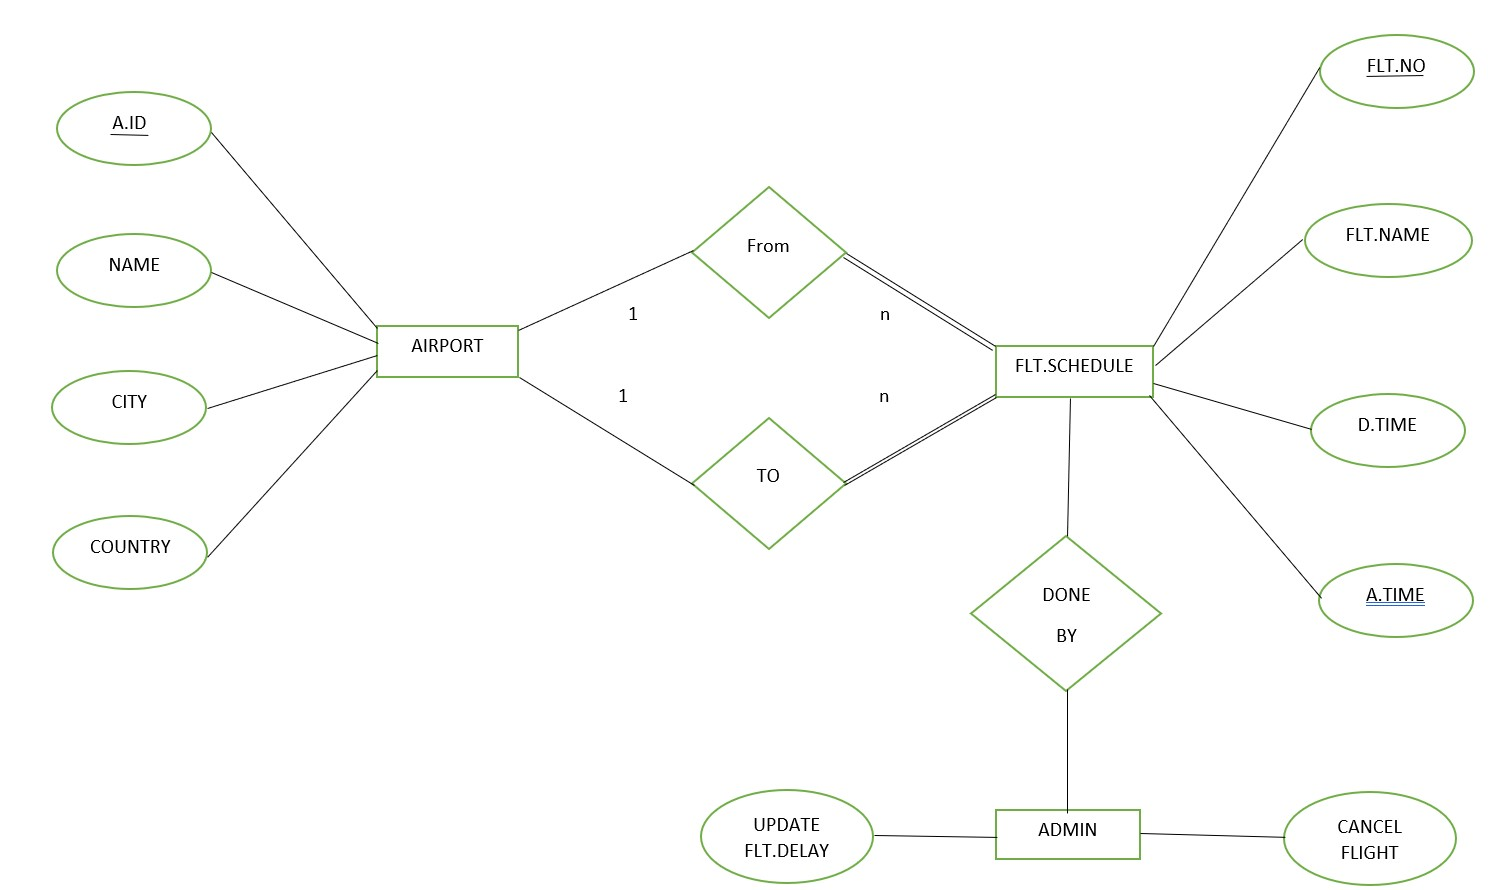 FLT.NO
A.ID
FLT.NAME
From
NAME
1
n
AIRPORT
FLT.SCHEDULE
1
n
CITY
D.TIME
TO
COUNTRY
DONE
BY
A.TIME
UPDATE
FLT.DELAY
ADMIN
CANCEL
FLIGHT